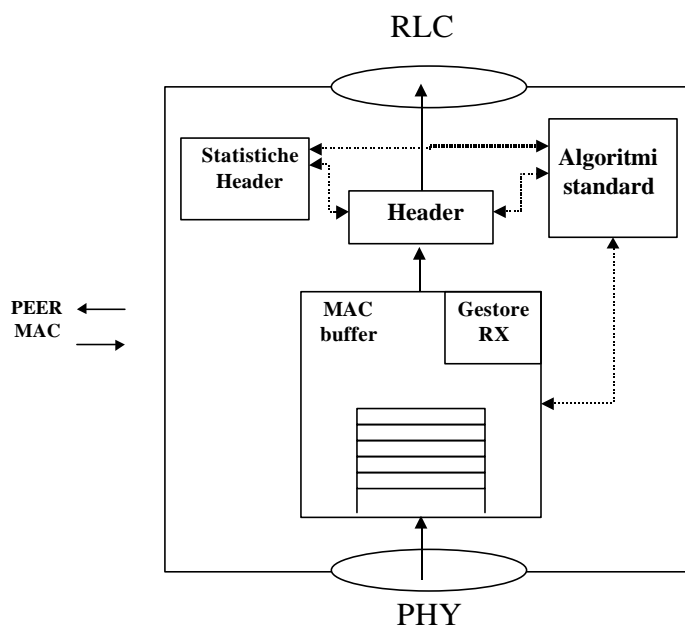 RLC
Statistiche
Header
Algoritmi
standard
Header
PEER
MAC
MAC
buffer
Gestore
RX
PHY